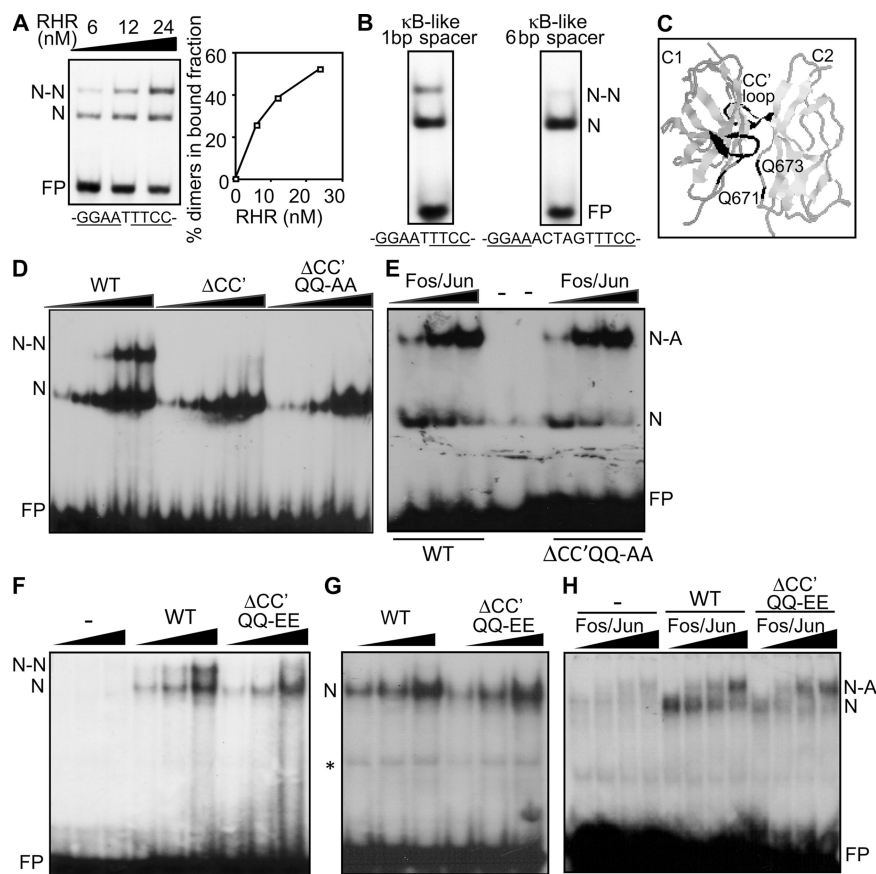 A
RHR (nM)
6 12 24
N-N
N
FP
-GGAATTTCC-
% dimers in bound fraction
60
40
20
0
0 10 20 30
RHR (nM)
B
κB-like 1bp spacer
κB-like 6bp spacer
N-N
N
FP
-GGAATTTCC-
-GGAAACTAGTTTCC-
C
C1
C2
CC' loop
Q673
Q671
D
WT
ΔCC'
ΔCC' QQ-AA
N-N
N
FP
E
Fos/Jun
- -
Fos/Jun
N-A
N
FP
WT
ΔCC'QQ-AA
F
-
WT
ΔCC' QQ-EE
N-N
N
FP
G
WT
ΔCC' QQ-EE
N
*
H
-
WT
ΔCC' QQ-EE
Fos/Jun
Fos/Jun
Fos/Jun
N-A
N
FP